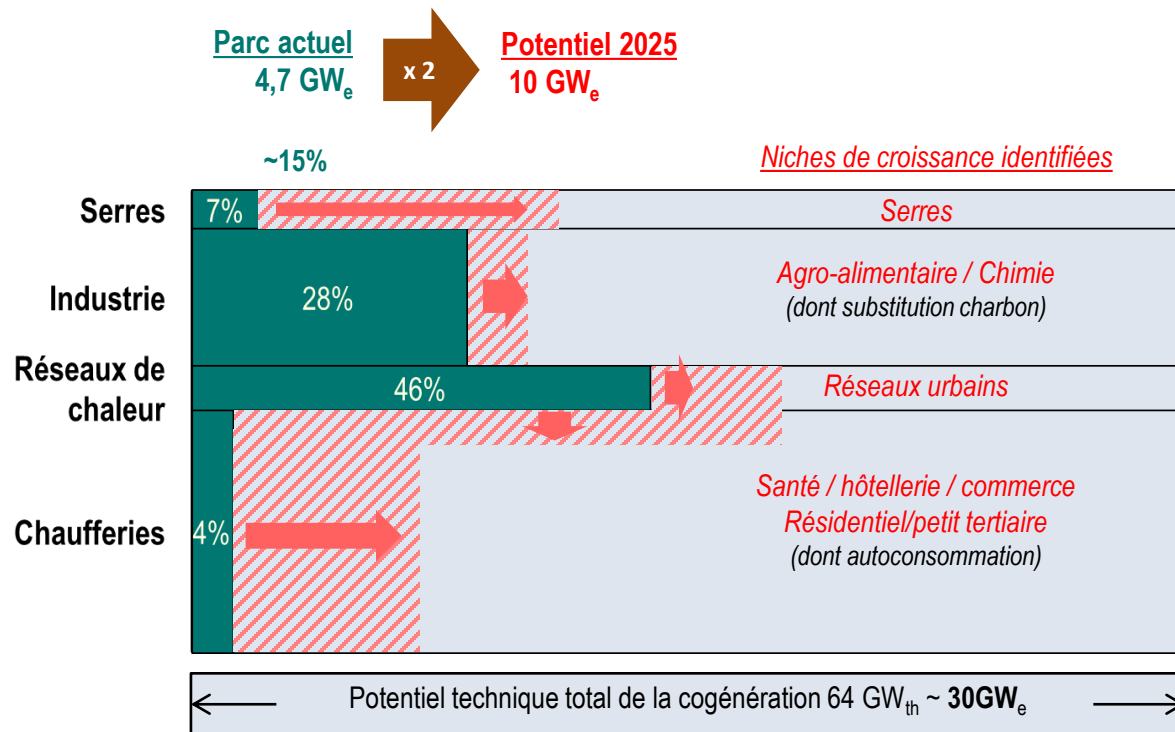 Parc actuel
4,7 GWe
x 2
Potentiel 2025
10 GWe
~15%
Niches de croissance identifiées
Serres
7%
Serres
Industrie
28%
Agro-alimentaire / Chimie
(dont substitution charbon)
Réseaux de
chaleur
46%
Réseaux urbains
Chaufferies
4%
Santé / hôtellerie / commerce
Résidentiel/petit tertiaire
(dont autoconsommation)
Potentiel technique total de la cogénération 64 GWth ~ 30GWe